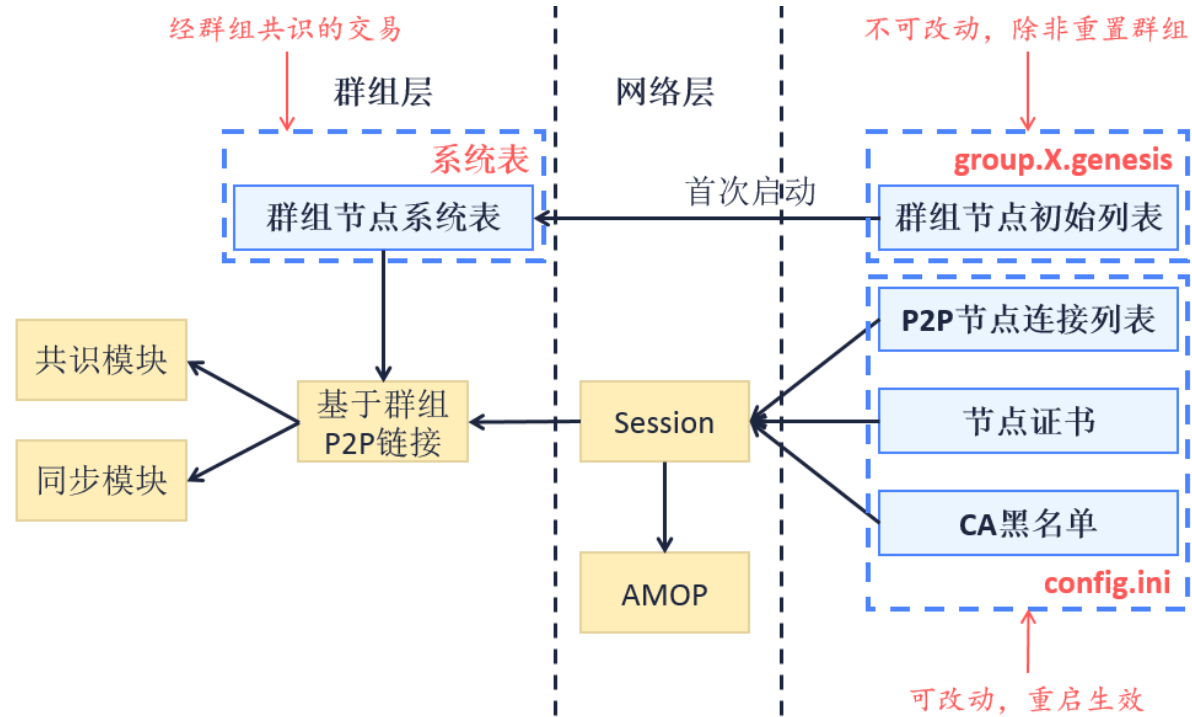 经群组共识的交易
不可改动，除非重置群组
群组层
网络层
系统表
group.X.genesis
首次启动
群组节点系统表
群组节点初始列表
P2P节点连接列表
共识模块
基于群组
P2P链接
Session
节点证书
同步模块
CA黑名单
AMOP
config.ini
可改动，重启生效